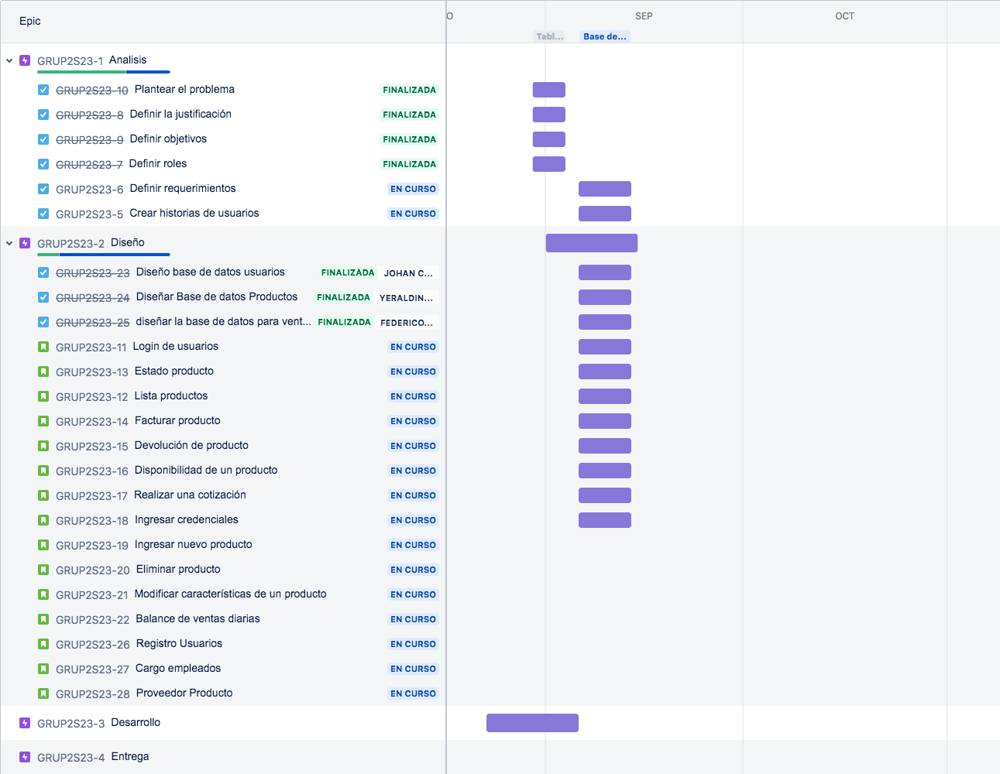 Epic
O SEP OCT
Tabl... Base de...
GRUP2S23-1 Analisis
GRUP2S23-10 Plantear el problema FINALIZADA
GRUP2S23-8 Definir la justificación FINALIZADA
GRUP2S23-9 Definir objetivos FINALIZADA
GRUP2S23-7 Definir roles FINALIZADA
GRUP2S23-6 Definir requerimientos EN CURSO
GRUP2S23-5 Crear historias de usuarios EN CURSO
GRUP2S23-2 Diseño
GRUP2S23-23 Diseño base de datos usuarios FINALIZADA JOHAN C...
GRUP2S23-24 Diseñar Base de datos Productos FINALIZADA YERALDIN...
GRUP2S23-25 diseñar la base de datos para vent... FINALIZADA FEDERICO...
GRUP2S23-11 Login de usuarios EN CURSO
GRUP2S23-13 Estado producto EN CURSO
GRUP2S23-12 Lista productos EN CURSO
GRUP2S23-14 Facturar producto EN CURSO
GRUP2S23-15 Devolución de producto EN CURSO
GRUP2S23-16 Disponibilidad de un producto EN CURSO
GRUP2S23-17 Realizar una cotización EN CURSO
GRUP2S23-18 Ingresar credenciales EN CURSO
GRUP2S23-19 Ingresar nuevo producto EN CURSO
GRUP2S23-20 Eliminar producto EN CURSO
GRUP2S23-21 Modificar características de un producto EN CURSO
GRUP2S23-22 Balance de ventas diarias EN CURSO
GRUP2S23-26 Registro Usuarios EN CURSO
GRUP2S23-27 Cargo empleados EN CURSO
GRUP2S23-28 Proveedor Producto EN CURSO
GRUP2S23-3 Desarrollo
GRUP2S23-4 Entrega